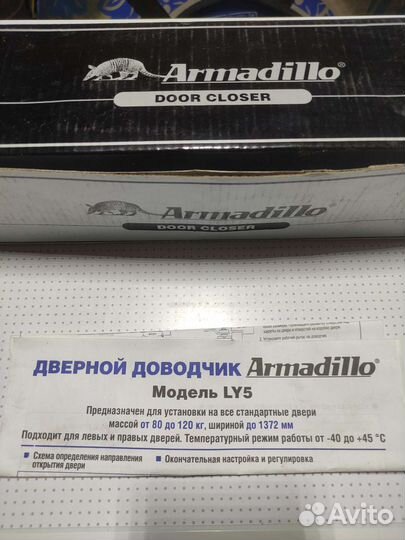 Armadillo®
DOOR CLOSER
Armadillo®
DOOR CLOSER
ДВЕРНОЙ ДОВОДЧИК Armadillo®
Модель LY5
Предназначен для установки на все стандартные двери
массой от 80 до 120 кг, шириной до 1372 мм
Подходит для левых и правых дверей. Температурный режим работы от -40 до +45 °С
▪ Схема определения направления
открытия двери
▪ Окончательная настройка и регулировка
Avito